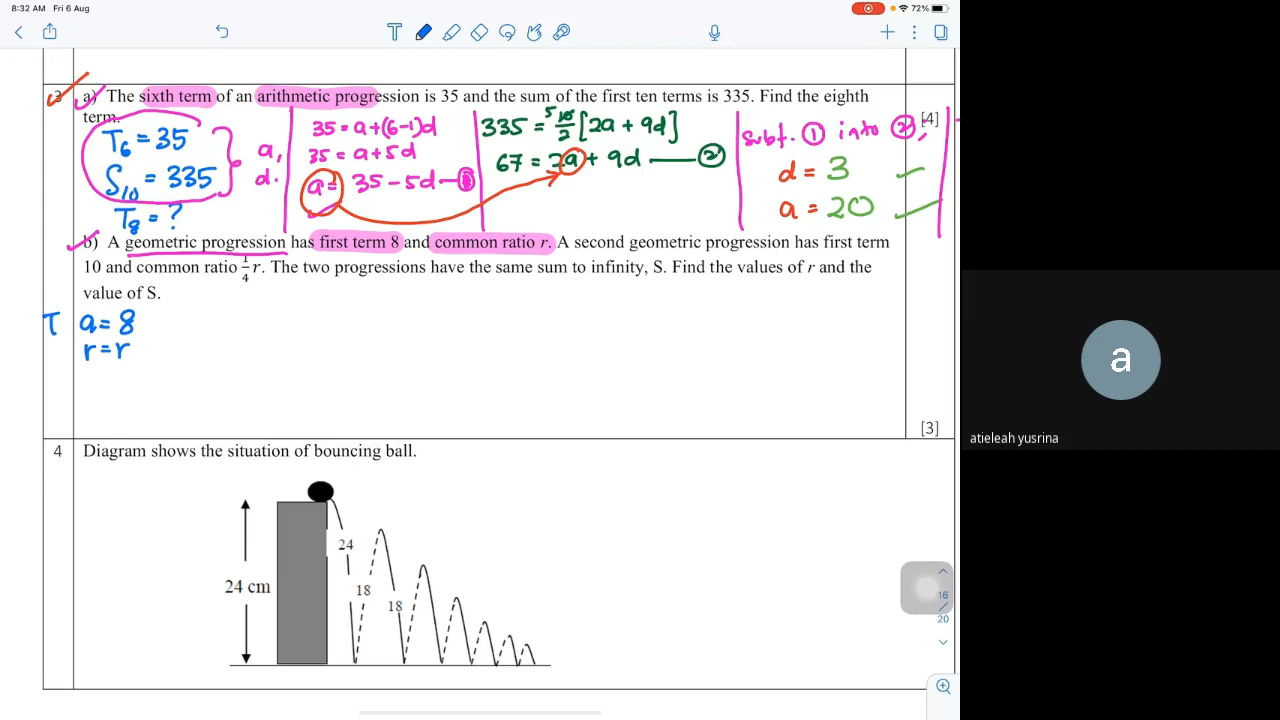 8:32 AM Fri 6 Aug
72%
3 a) The sixth term of an arithmetic progression is 35 and the sum of the first ten terms is 335. Find the eighth
term.
[4]
T₆ = 35
S₁₀ = 335
T₈ = ?
a,
d.
35 = a+(6-1)d
35 = a+5d
a = 35 - 5d
335 = 5 10/2 [2a + 9d]
67 = 2a + 9d — ②
subt. ① into ②;
d = 3
a = 20
b) A geometric progression has first term 8 and common ratio r. A second geometric progression has first term
10 and common ratio 1/4 r. The two progressions have the same sum to infinity, S. Find the values of r and the
value of S.
T a = 8
r = r
[3]
4 Diagram shows the situation of bouncing ball.
24
24 cm
18
18
16
/
20
a
atieleah yusrina